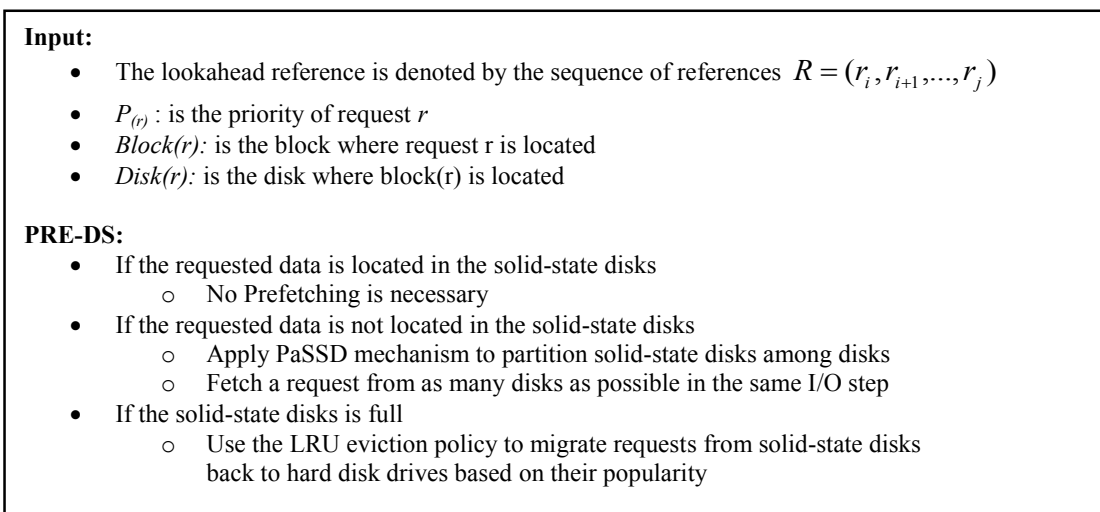 Input:
• The lookahead reference is denoted by the sequence of references R = (r_i, r_{i+1}, ..., r_j)
• P_(r) : is the priority of request r
• Block(r): is the block where request r is located
• Disk(r): is the disk where block(r) is located
PRE-DS:
• If the requested data is located in the solid-state disks
o No Prefetching is necessary
• If the requested data is not located in the solid-state disks
o Apply PaSSD mechanism to partition solid-state disks among disks
o Fetch a request from as many disks as possible in the same I/O step
• If the solid-state disks is full
o Use the LRU eviction policy to migrate requests from solid-state disks
back to hard disk drives based on their popularity